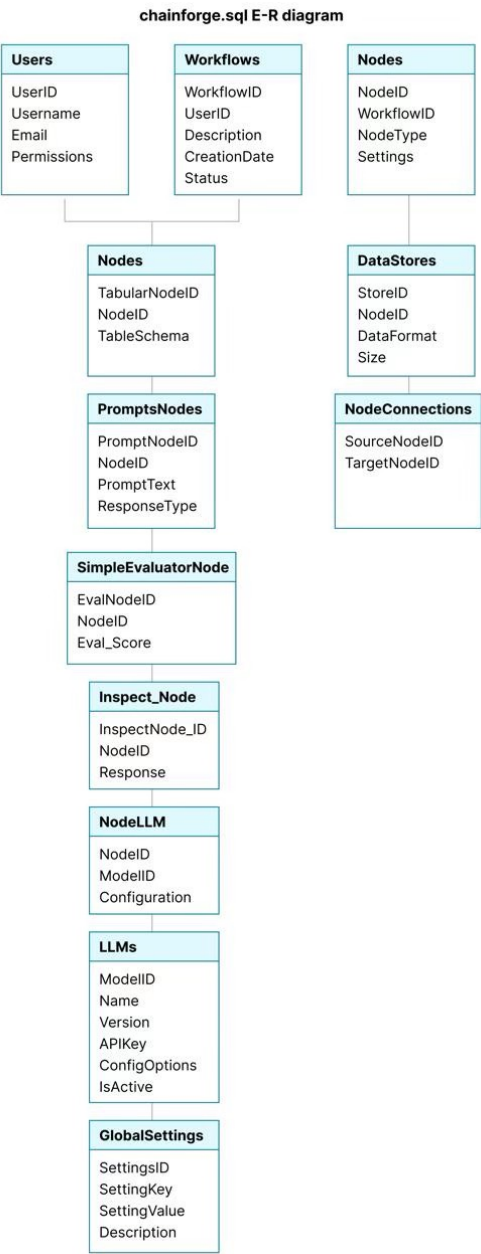 chainforge.sql E-R diagram
Users
UserID
Username
Email
Permissions
Workflows
WorkflowID
UserID
Description
CreationDate
Status
Nodes
NodeID
WorkflowID
NodeType
Settings
Nodes
TabularNodeID
NodeID
TableSchema
DataStores
StoreID
NodeID
DataFormat
Size
PromptsNodes
PromptNodeID
NodeID
PromptText
ResponseType
NodeConnections
SourceNodeID
TargetNodeID
SimpleEvaluatorNode
EvalNodeID
NodeID
Eval_Score
Inspect_Node
InspectNode_ID
NodeID
Response
NodeLLM
NodeID
ModelID
Configuration
LLMs
ModelID
Name
Version
APIKey
ConfigOptions
IsActive
GlobalSettings
SettingsID
SettingKey
SettingValue
Description